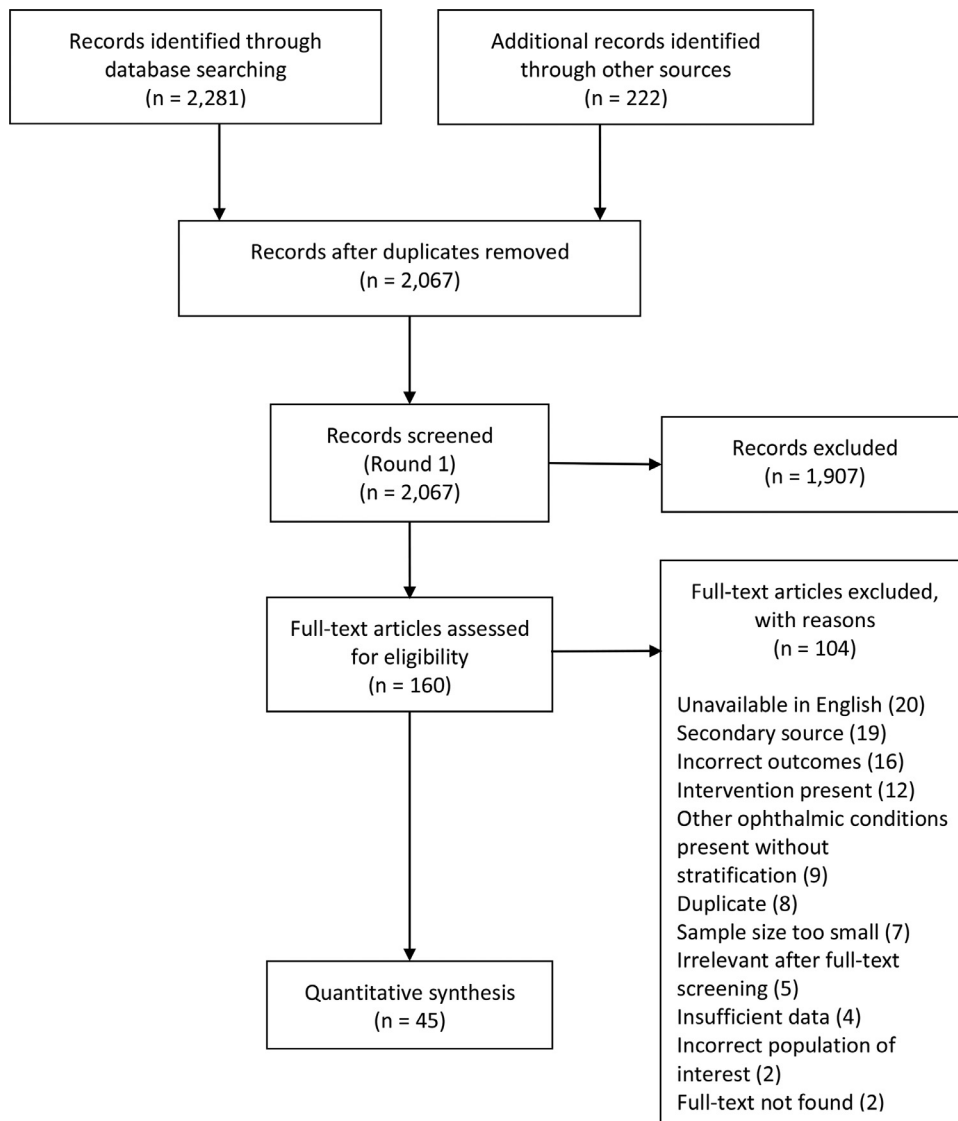 Records identified through
database searching
(n = 2,281)
Additional records identified
through other sources
(n = 222)
Records after duplicates removed
(n = 2,067)
Records screened
(Round 1)
(n = 2,067)
Records excluded
(n = 1,907)
Full-text articles assessed
for eligibility
(n = 160)
Full-text articles excluded,
with reasons
(n = 104)
Unavailable in English (20)
Secondary source (19)
Incorrect outcomes (16)
Intervention present (12)
Other ophthalmic conditions
present without
stratification (9)
Duplicate (8)
Sample size too small (7)
Irrelevant after full-text
screening (5)
Insufficient data (4)
Incorrect population of
interest (2)
Full-text not found (2)
Quantitative synthesis
(n = 45)